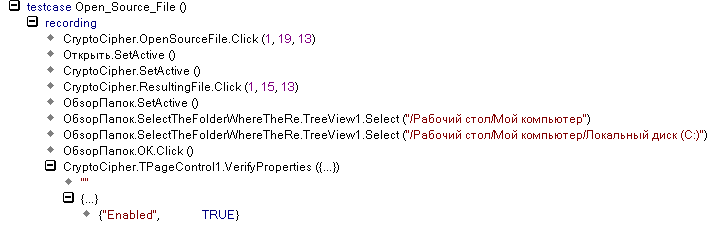 testcase Open_Source_File ()
recording
CryptoCipher.OpenSourceFile.Click (1, 19, 13)
Открыть.SetActive ()
CryptoCipher.SetActive ()
CryptoCipher.ResultingFile.Click (1, 15, 13)
ОбзорПапок.SetActive ()
ОбзорПапок.SelectTheFolderWhereTheRe.TreeView1.Select ("/Рабочий стол/Мой компьютер")
ОбзорПапок.SelectTheFolderWhereTheRe.TreeView1.Select ("/Рабочий стол/Мой компьютер/Локальный диск (C:)")
ОбзорПапок.OK.Click ()
CryptoCipher.TPageControl1.VerifyProperties ({...})
""
{...}
{"Enabled", TRUE}